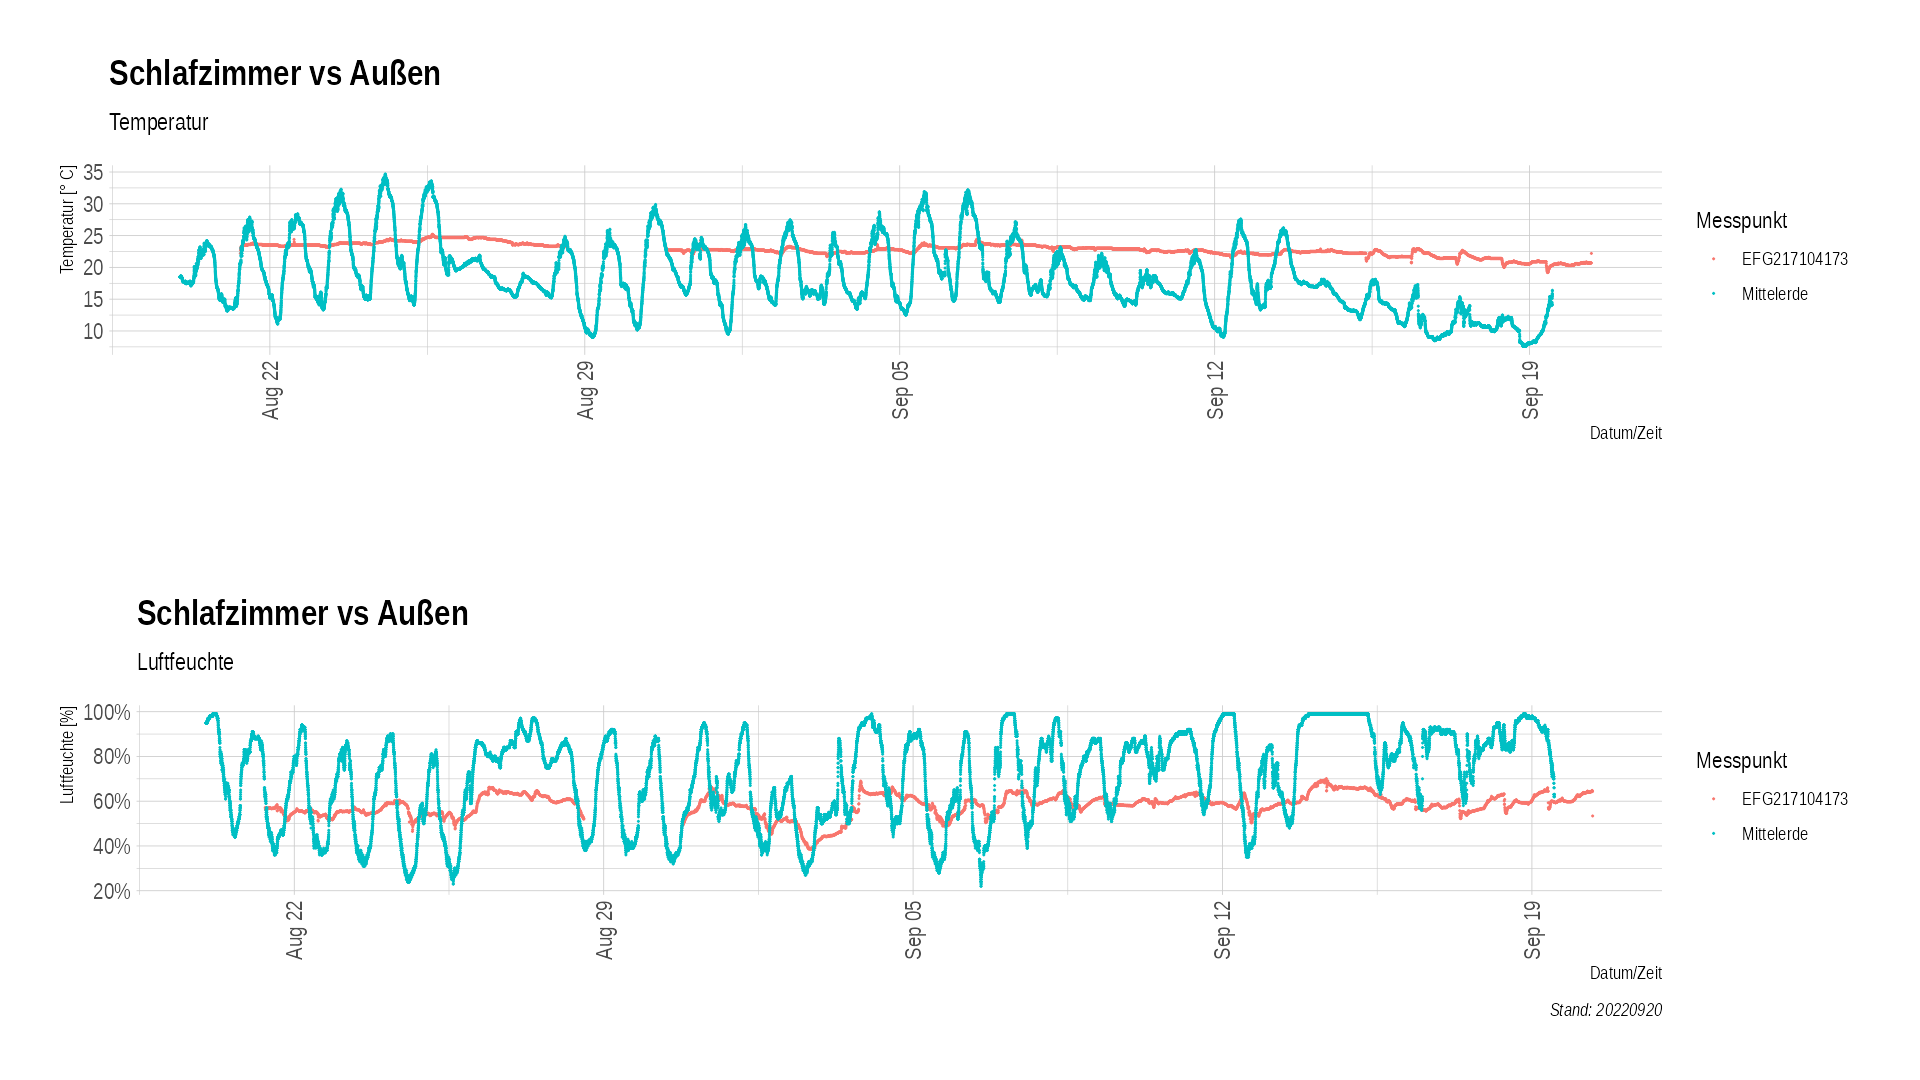 Schlafzimmer vs Außen
Temperatur
Temperatur [° C]
35
30
25
20
15
10
Aug 22
Aug 29
Sep 05
Sep 12
Sep 19
Datum/Zeit
Messpunkt
EFG217104173
Mittelerde
Schlafzimmer vs Außen
Luftfeuchte
Luftfeuchte [%]
100%
80%
60%
40%
20%
Aug 22
Aug 29
Sep 05
Sep 12
Sep 19
Datum/Zeit
Messpunkt
EFG217104173
Mittelerde
Stand: 20220920